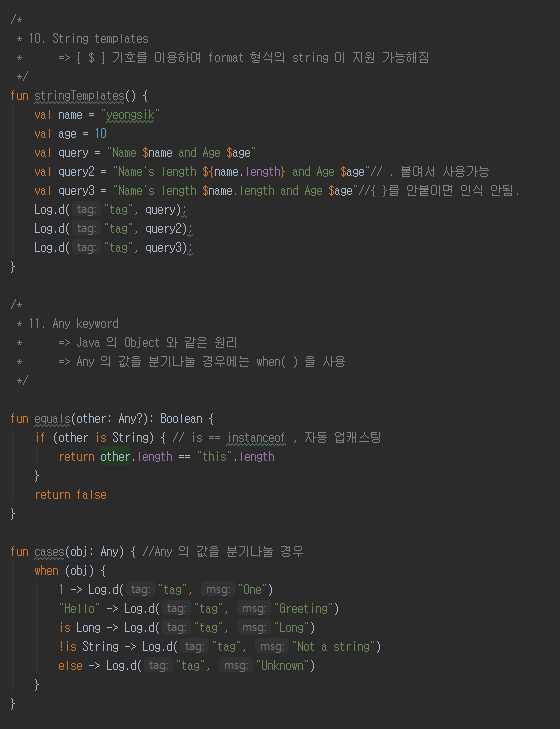 /*
 * 10. String templates
 *      => [ $ ] 기호를 이용하여 format 형식의 string 이 지원 가능해짐
 */
fun stringTemplates() {
    val name = "yeongsik"
    val age = 10
    val query = "Name $name and Age $age"
    val query2 = "Name's length ${name.length} and Age $age"// . 붙여서 사용가능
    val query3 = "Name's length $name.length and Age $age"//{ }를 안붙이면 인식 안됨.
    Log.d( tag: "tag", query);
    Log.d( tag: "tag", query2);
    Log.d( tag: "tag", query3);
}
/*
 * 11. Any keyword
 *      => Java 의 Object 와 같은 원리
 *      => Any 의 값을 분기나눌 경우에는 when( ) 을 사용
 */
fun equals(other: Any?): Boolean {
    if (other is String) { // is == instanceof , 자동 업캐스팅
        return other.length == "this".length
    }
    return false
}
fun cases(obj: Any) { //Any 의 값을 분기나눌 경우
    when (obj) {
        1 -> Log.d( tag: "tag", msg: "One")
        "Hello" -> Log.d( tag: "tag", msg: "Greeting")
        is Long -> Log.d( tag: "tag", msg: "Long")
        !is String -> Log.d( tag: "tag", msg: "Not a string")
        else -> Log.d( tag: "tag", msg: "Unknown")
    }
}